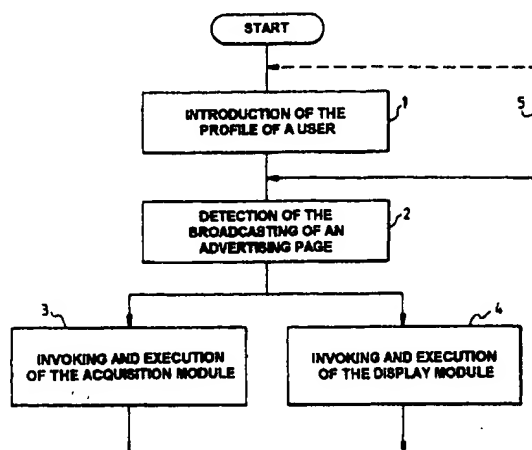 START
INTRODUCTION OF THE
PROFILE OF A USER
1
5
DETECTION OF THE
BROADCASTING OF AN
ADVERTISING PAGE
2
3
INVOKING AND EXECUTION
OF THE ACQUISITION MODULE
4
INVOKING AND EXECUTION
OF THE DISPLAY MODULE